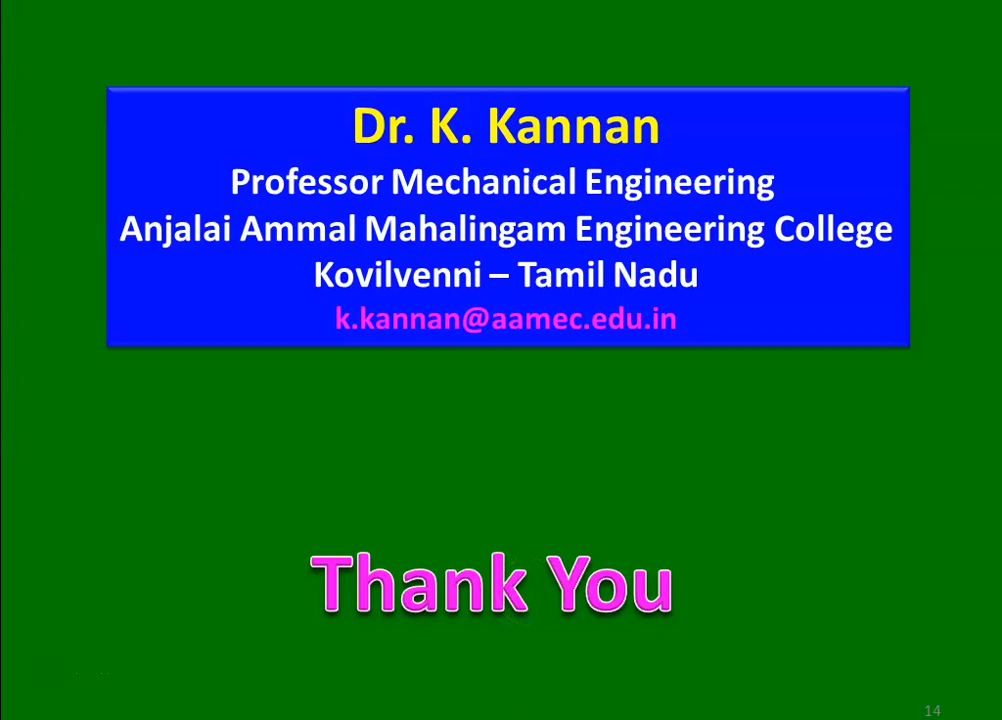 Dr. K. Kannan
Professor Mechanical Engineering
Anjalai Ammal Mahalingam Engineering College
Kovilvenni – Tamil Nadu
k.kannan@aamec.edu.in
Thank You
14